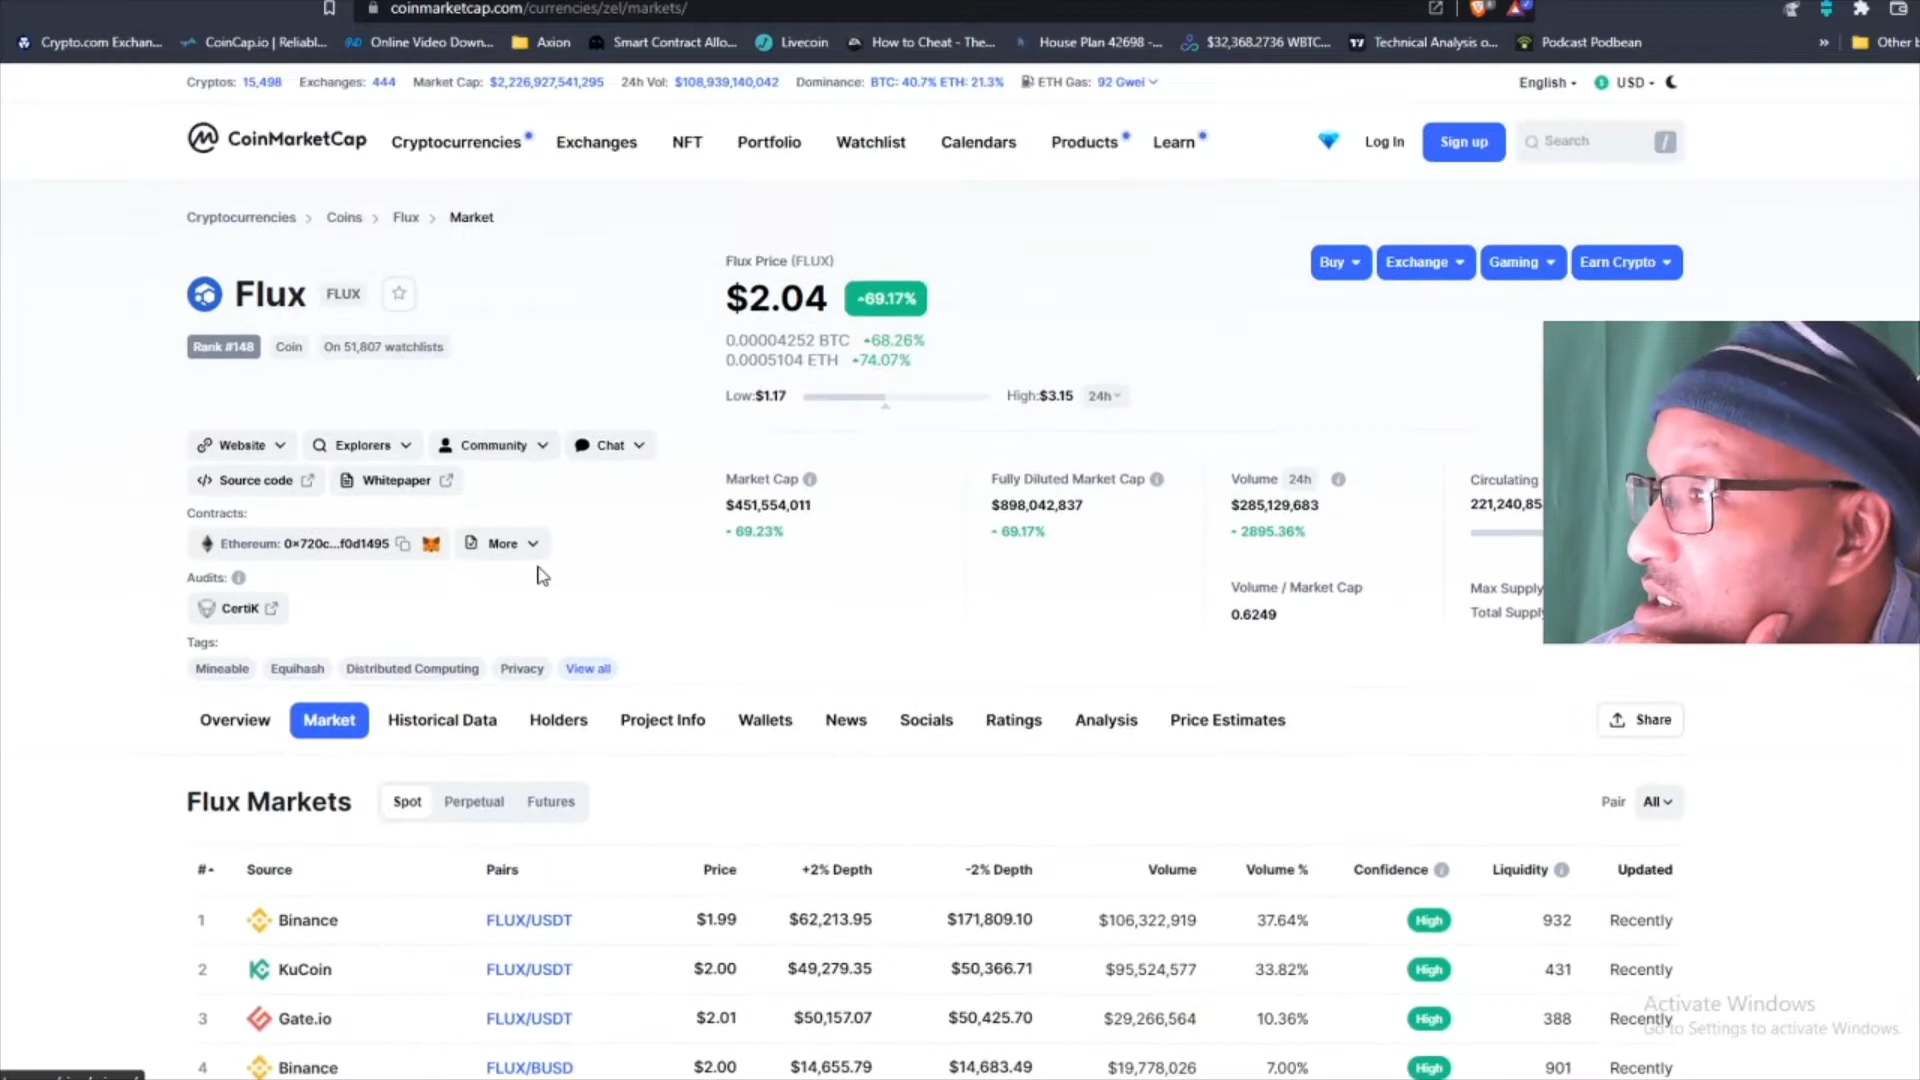 coinmarketcap.com/currencies/zel/markets/
Crypto.com Exchan... CoinCap.io | Reliabl... Online Video Down... Axion Smart Contract Allo... Livecoin How to Cheat - The... House Plan 42698 -... $32,368.2736 WBTC... Technical Analysis o... Podcast Podbean » Other b
Cryptos: 15,498 Exchanges: 444 Market Cap: $2,226,927,541,295 24h Vol: $108,939,140,042 Dominance: BTC: 40.7% ETH: 21.3% ETH Gas: 92 Gwei English USD
CoinMarketCap Cryptocurrencies Exchanges NFT Portfolio Watchlist Calendars Products Learn Log In Sign up Search /
Cryptocurrencies > Coins > Flux > Market
Flux Price (FLUX)
Buy Exchange Gaming Earn Crypto
Flux FLUX
$2.04 69.17%
Rank #148 Coin On 51,807 watchlists
0.00004252 BTC 68.26%
0.0005104 ETH 74.07%
Low:$1.17 High:$3.15 24h
Website Explorers Community Chat
Source code Whitepaper
Market Cap Fully Diluted Market Cap Volume 24h Circulating
$451,554,011 $898,042,837 $285,129,683 221,240,85
69.23% 69.17% 2895.36%
Contracts:
Ethereum: 0x720c...f0d1495 More
Audits:
CertiK
Volume / Market Cap Max Supply
0.6249 Total Supply
Tags:
Mineable Equihash Distributed Computing Privacy View all
Overview Market Historical Data Holders Project Info Wallets News Socials Ratings Analysis Price Estimates Share
Flux Markets Spot Perpetual Futures Pair All
# Source Pairs Price +2% Depth -2% Depth Volume Volume % Confidence Liquidity Updated
1 Binance FLUX/USDT $1.99 $62,213.95 $171,809.10 $106,322,919 37.64% High 932 Recently
2 KuCoin FLUX/USDT $2.00 $49,279.35 $50,366.71 $95,524,577 33.82% High 431 Recently
3 Gate.io FLUX/USDT $2.01 $50,157.07 $50,425.70 $29,266,564 10.36% High 388 Recently
4 Binance FLUX/BUSD $2.00 $14,655.79 $14,683.49 $19,778,026 7.00% High 901 Recently
Activate Windows
Go to Settings to activate Windows.